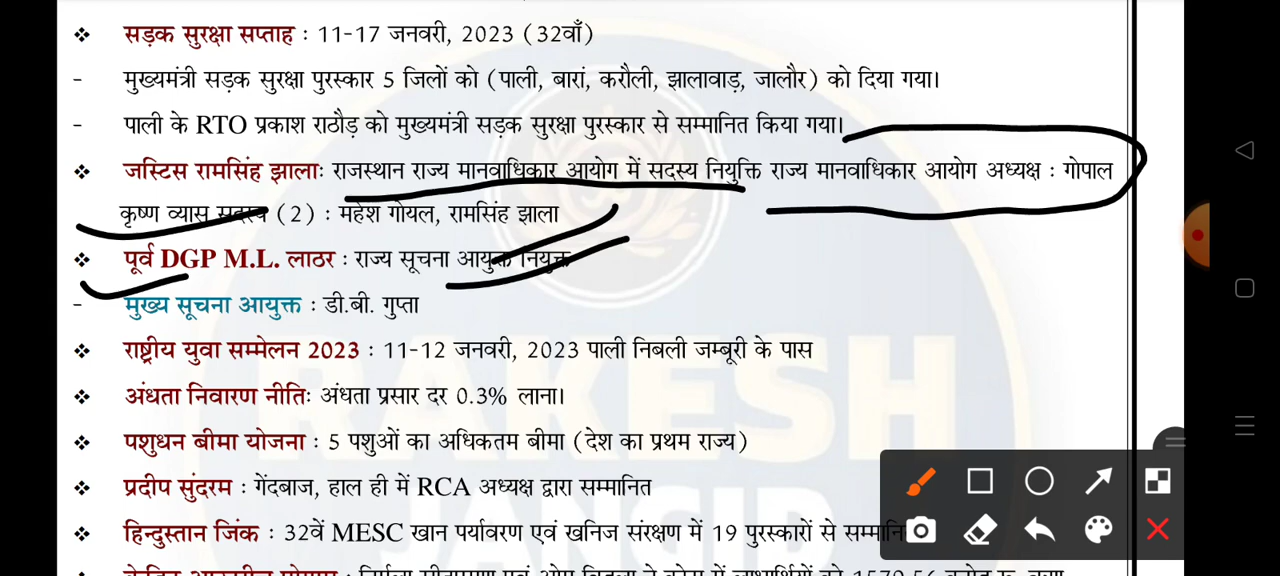 ❖ सड़क सुरक्षा सप्ताह : 11-17 जनवरी, 2023 (32वाँ)
- मुख्यमंत्री सड़क सुरक्षा पुरस्कार 5 जिलों को (पाली, बारां, करौली, झालावाड़, जालौर) को दिया गया।
- पाली के RTO प्रकाश राठौड़ को मुख्यमंत्री सड़क सुरक्षा पुरस्कार से सम्मानित किया गया।
❖ जस्टिस रामसिंह झालाः राजस्थान राज्य मानवाधिकार आयोग में सदस्य नियुक्ति राज्य मानवाधिकार आयोग अध्यक्ष : गोपाल
कृष्ण व्यास सदस्य (2) : महेश गोयल, रामसिंह झाला
❖ पूर्व DGP M.L. लाठर : राज्य सूचना आयुक्त नियुक्त
- मुख्य सूचना आयुक्त : डी.बी. गुप्ता
❖ राष्ट्रीय युवा सम्मेलन 2023 : 11-12 जनवरी, 2023 पाली निबली जम्बूरी के पास
❖ अंधता निवारण नीतिः अंधता प्रसार दर 0.3% लाना।
❖ पशुधन बीमा योजना : 5 पशुओं का अधिकतम बीमा (देश का प्रथम राज्य)
❖ प्रदीप सुंदरम : गेंदबाज, हाल ही में RCA अध्यक्ष द्वारा सम्मानित
❖ हिन्दुस्तान जिंक : 32वें MESC खान पर्यावरण एवं खनिज संरक्षण में 19 पुरस्कारों से
RAKESH
JANGID